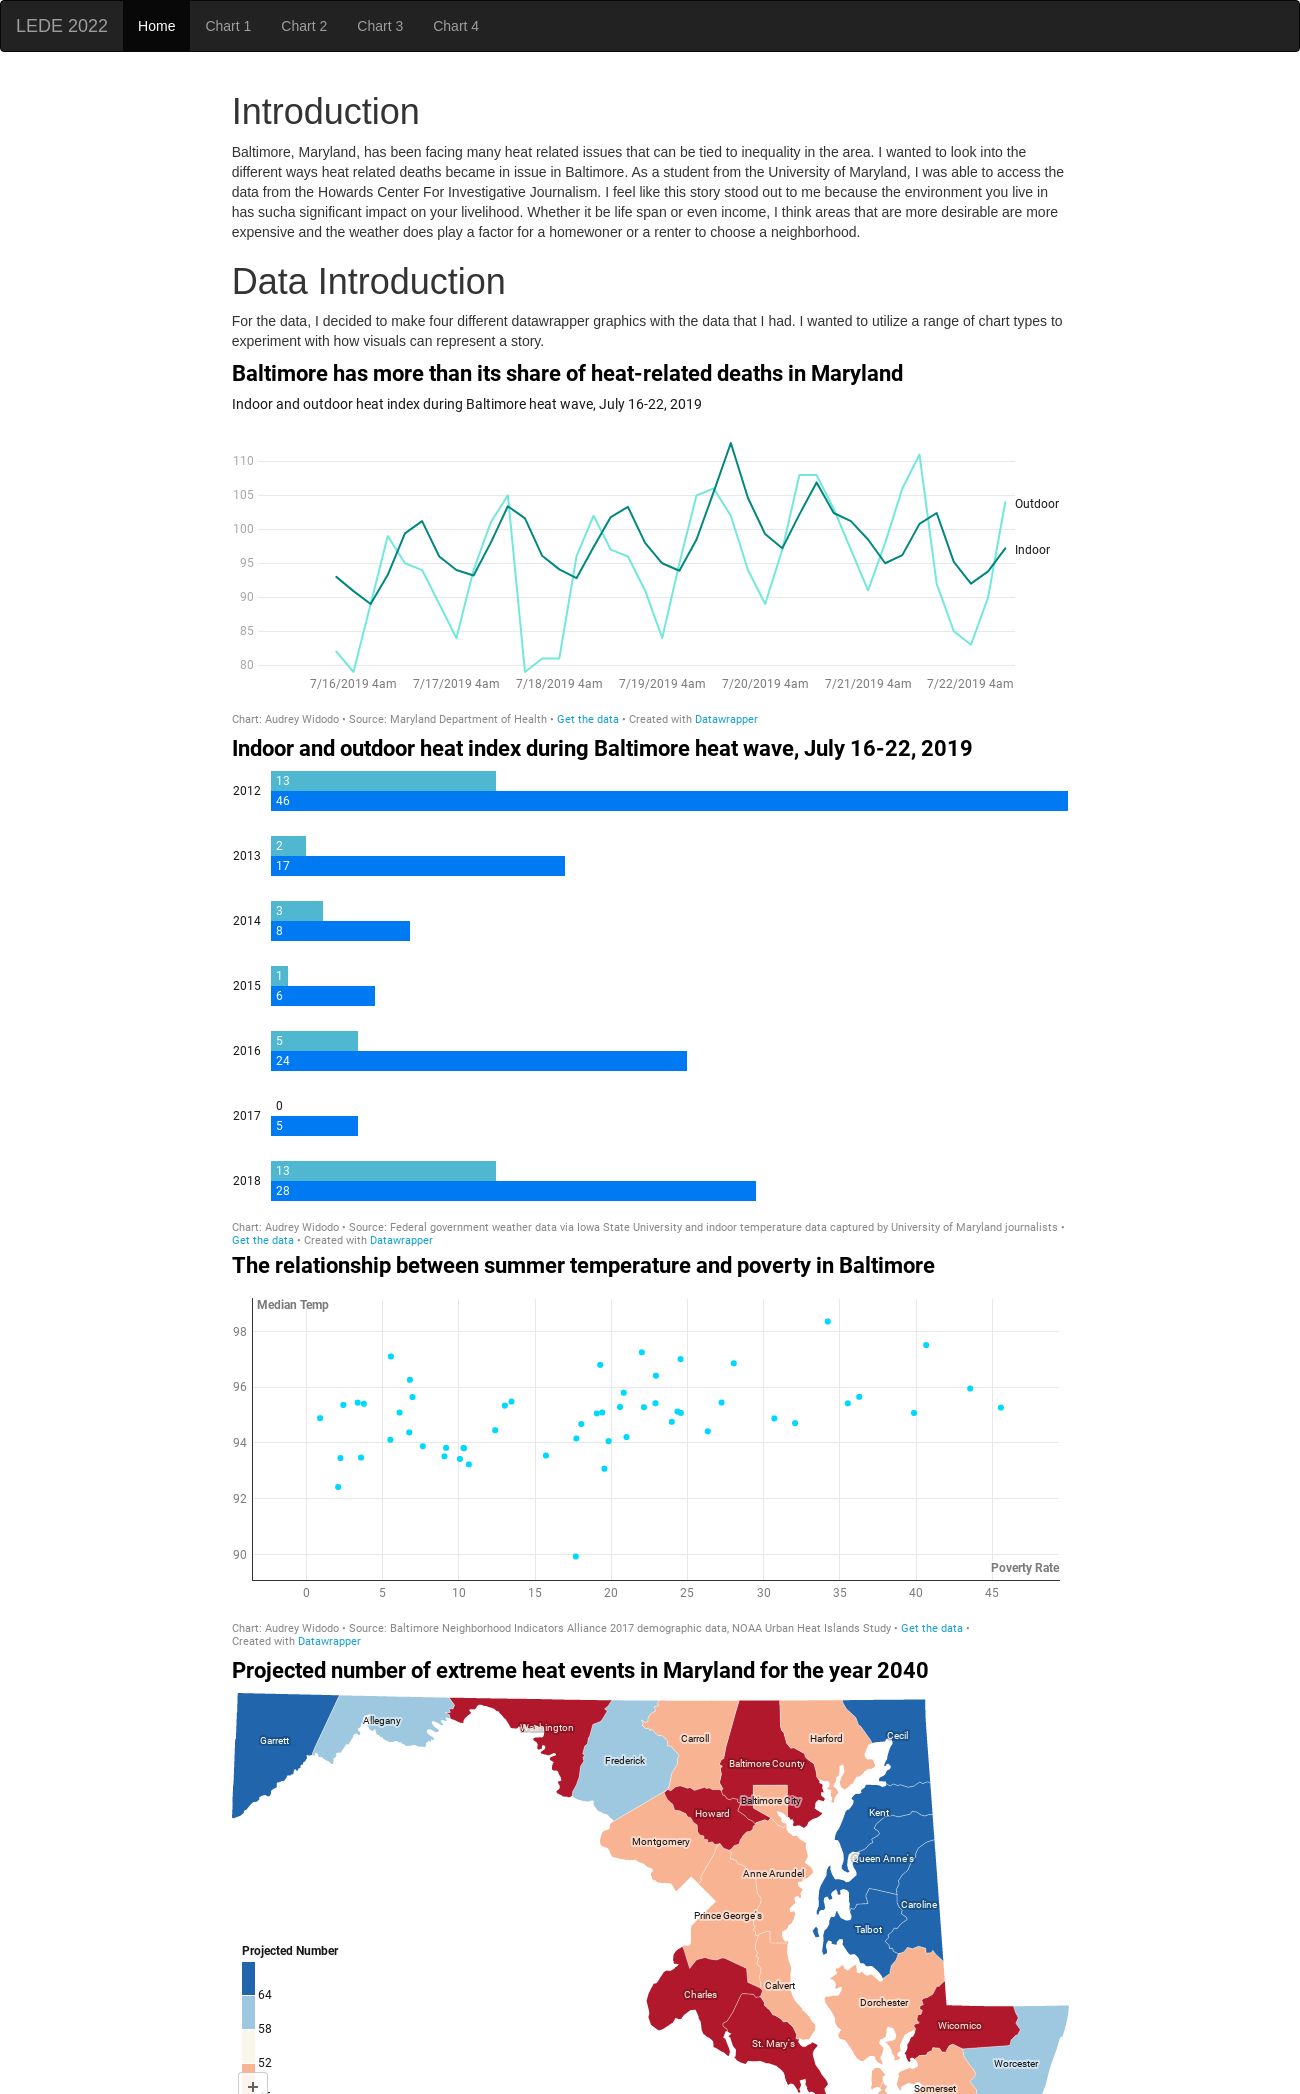 LEDE 2022 Home Chart 1 Chart 2 Chart 3 Chart 4
Introduction
Baltimore, Maryland, has been facing many heat related issues that can be tied to inequality in the area. I wanted to look into the
different ways heat related deaths became in issue in Baltimore. As a student from the University of Maryland, I was able to access the
data from the Howards Center For Investigative Journalism. I feel like this story stood out to me because the environment you live in
has sucha significant impact on your livelihood. Whether it be life span or even income, I think areas that are more desirable are more
expensive and the weather does play a factor for a homewoner or a renter to choose a neighborhood.
Data Introduction
For the data, I decided to make four different datawrapper graphics with the data that I had. I wanted to utilize a range of chart types to
experiment with how visuals can represent a story.
Baltimore has more than its share of heat-related deaths in Maryland
Indoor and outdoor heat index during Baltimore heat wave, July 16-22, 2019
110
105
Outdoor
100
Indoor
95
90
85
80
7/16/2019 4am 7/17/2019 4am 7/18/2019 4am 7/19/2019 4am 7/20/2019 4am 7/21/2019 4am 7/22/2019 4am
Chart: Audrey Widodo • Source: Maryland Department of Health • Get the data • Created with Datawrapper
Indoor and outdoor heat index during Baltimore heat wave, July 16-22, 2019
13
2012
46
2
2013
17
3
2014
8
1
2015
6
5
2016
24
0
2017
5
13
2018
28
Chart: Audrey Widodo • Source: Federal government weather data via Iowa State University and indoor temperature data captured by University of Maryland journalists •
Get the data • Created with Datawrapper
The relationship between summer temperature and poverty in Baltimore
Median Temp
98
96
94
92
90
Poverty Rate
0 5 10 15 20 25 30 35 40 45
Chart: Audrey Widodo • Source: Baltimore Neighborhood Indicators Alliance 2017 demographic data, NOAA Urban Heat Islands Study • Get the data •
Created with Datawrapper
Projected number of extreme heat events in Maryland for the year 2040
Allegany
Washington
Cecil
Garrett
Carroll
Harford
Frederick
Baltimore County
Baltimore City
Howard
Kent
Montgomery
Queen Anne's
Anne Arundel
Caroline
Prince George's
Talbot
Projected Number
Calvert
64
Charles
Dorchester
58
Wicomico
St. Mary's
52
Worcester
+
Somerset